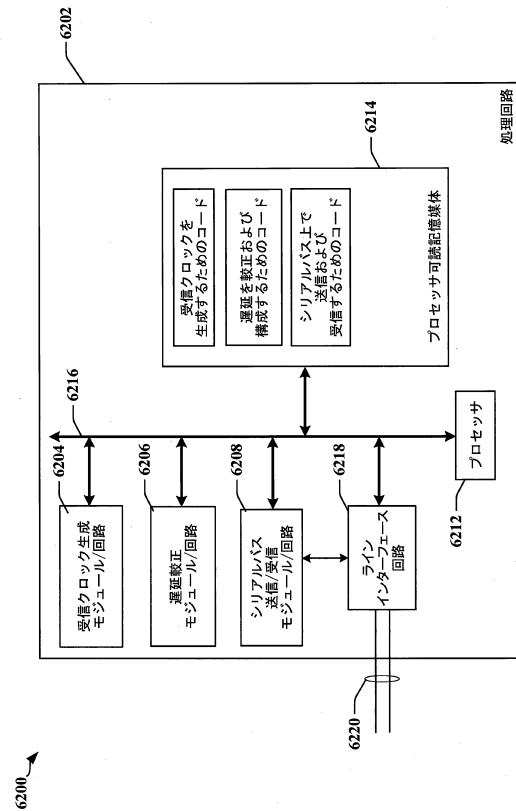 6200
6202
処理回路
6204
受信クロック生成
モジュール/回路
6206
遅延較正
モジュール/回路
6208
シリアルバス
送信/受信
モジュール/回路
6218
ライン
インターフェース
回路
6220
6216
6212
プロセッサ
6214
受信クロックを
生成するためのコード
遅延を較正および
構成するためのコード
シリアルバス上で
送信および
受信するためのコード
プロセッサ可読記憶媒体